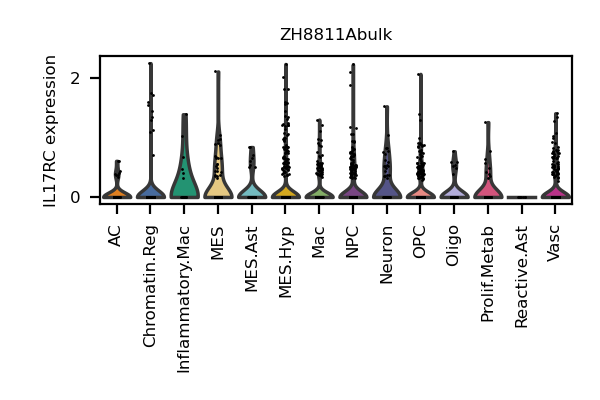 ZH8811Abulk
IL17RC expression
2
0
AC
Chromatin.Reg
Inflammatory.Mac
MES
MES.Ast
MES.Hyp
Mac
NPC
Neuron
OPC
Oligo
Prolif.Metab
Reactive.Ast
Vasc